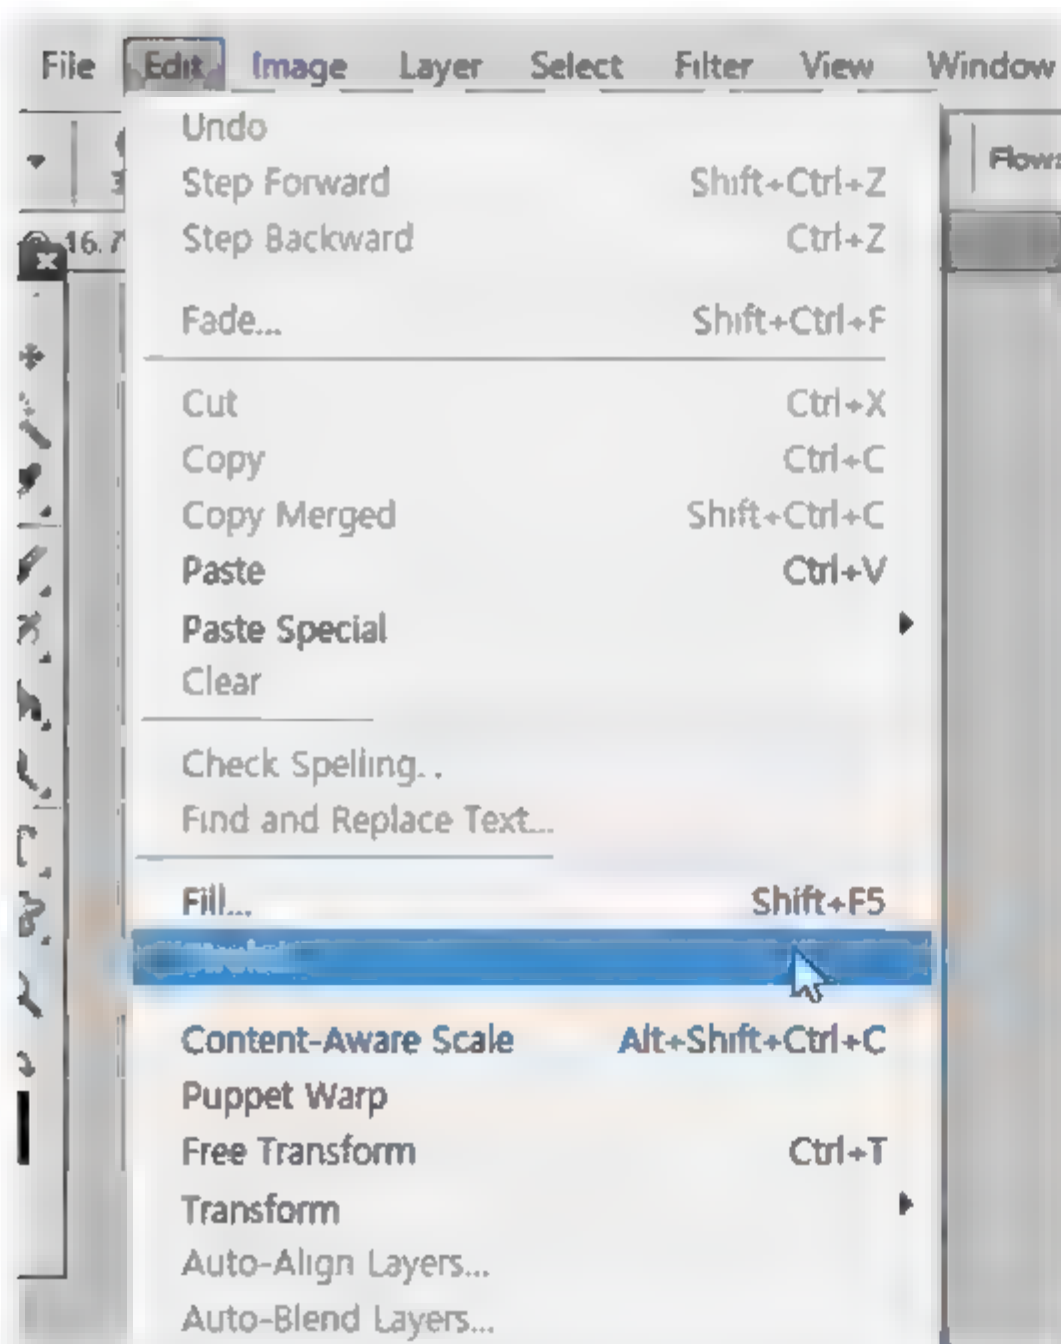 File Edit Image Layer Select Filter View Window
Undo
Step Forward Shift+Ctrl+Z
Step Backward Ctrl+Z
16.7
Fade... Shift+Ctrl+F
Cut Ctrl+X
Copy Ctrl+C
Copy Merged Shift+Ctrl+C
Paste Ctrl+V
Paste Special
Clear
Check Spelling...
Find and Replace Text...
Fill... Shift+F5
Content-Aware Scale Alt+Shift+Ctrl+C
Puppet Warp
Free Transform Ctrl+T
Transform
Auto-Align Layers...
Auto-Blend Layers...